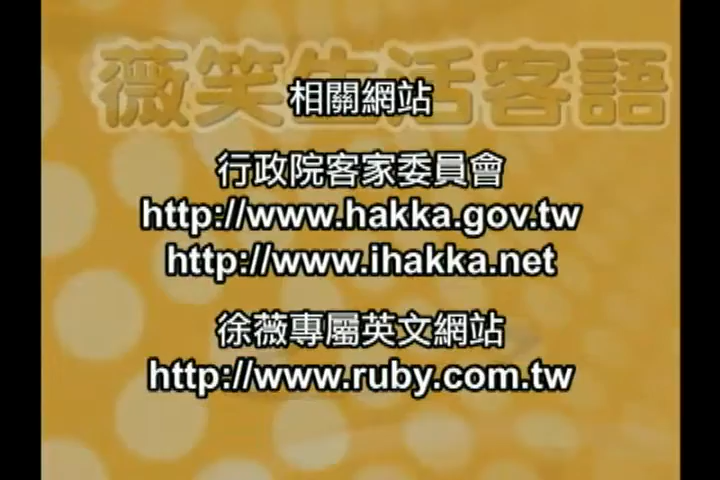 薇笑生活客語
相關網站
行政院客家委員會
http://www.hakka.gov.tw
http://www.ihakka.net
徐薇專屬英文網站
http://www.ruby.com.tw